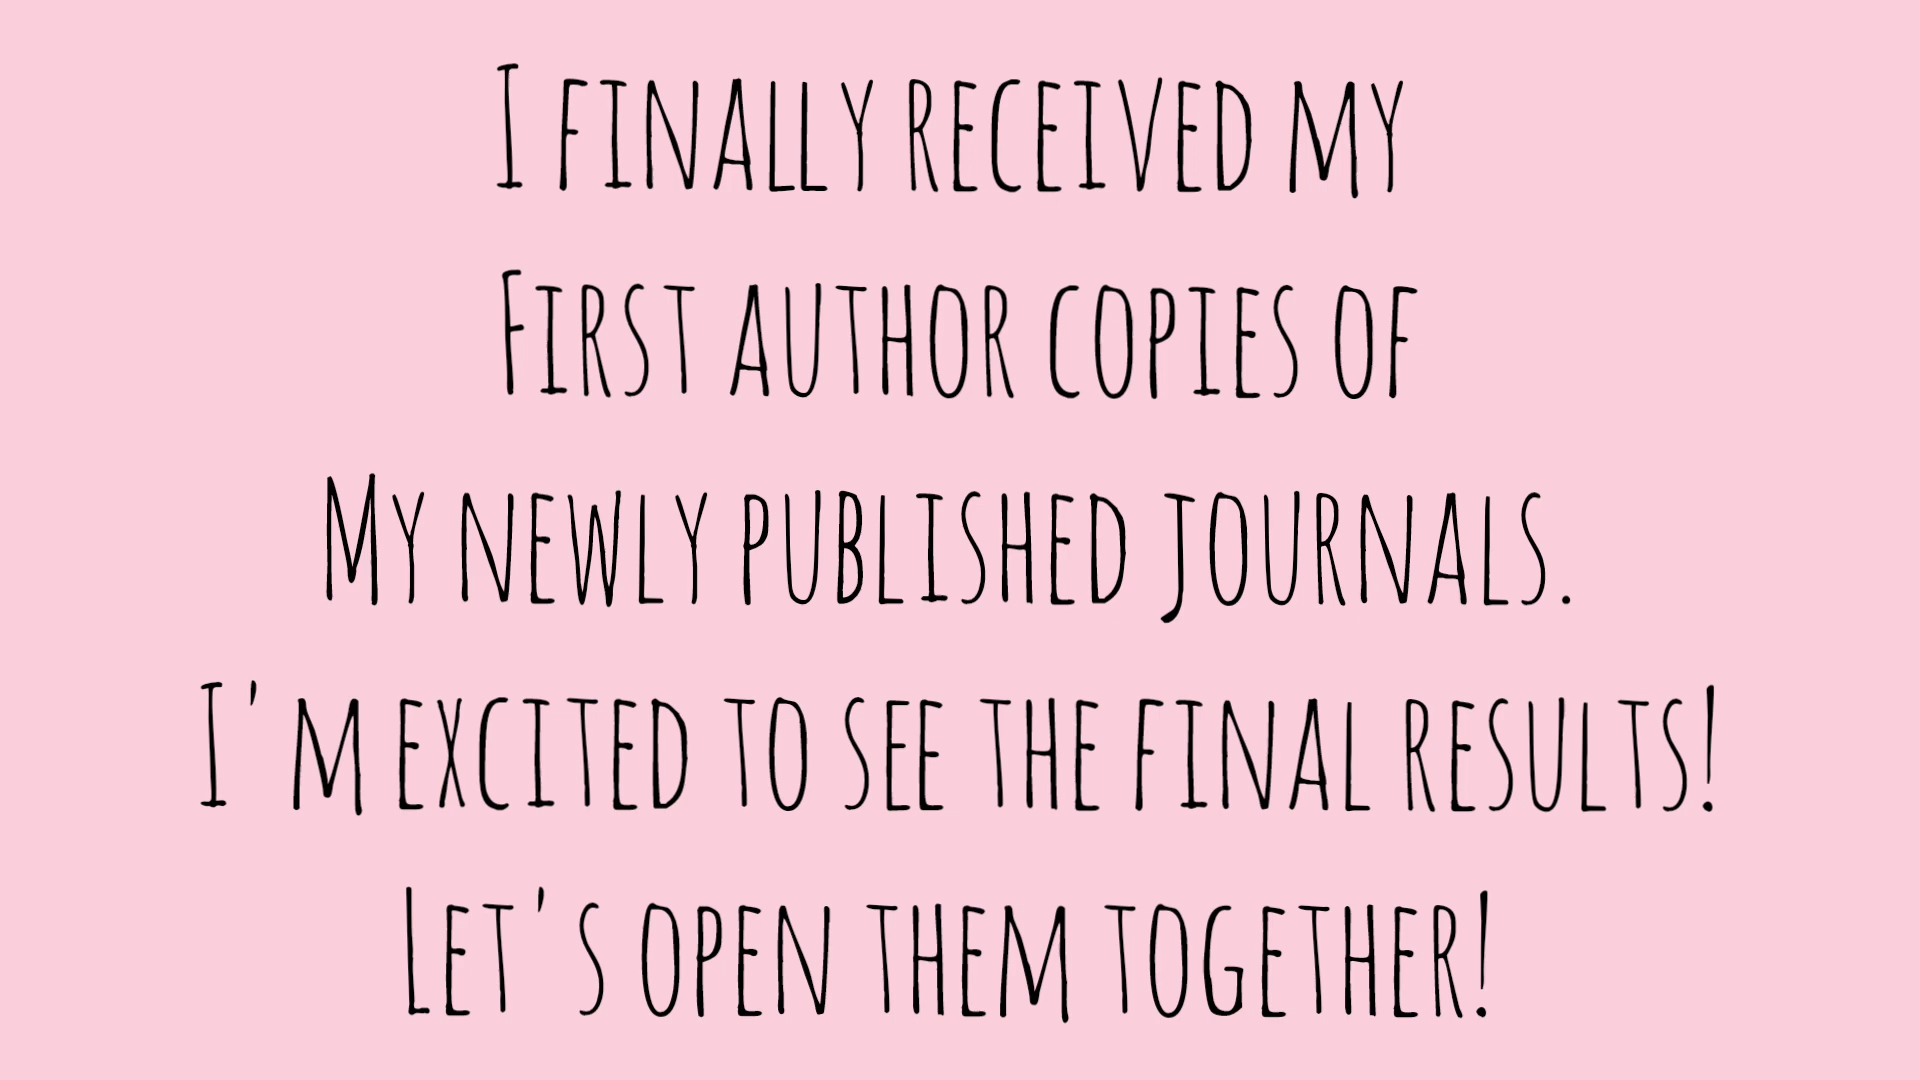 I finally received my
First author copies of
My newly published journals.
I'm excited to see the final results!
Let's open them together!